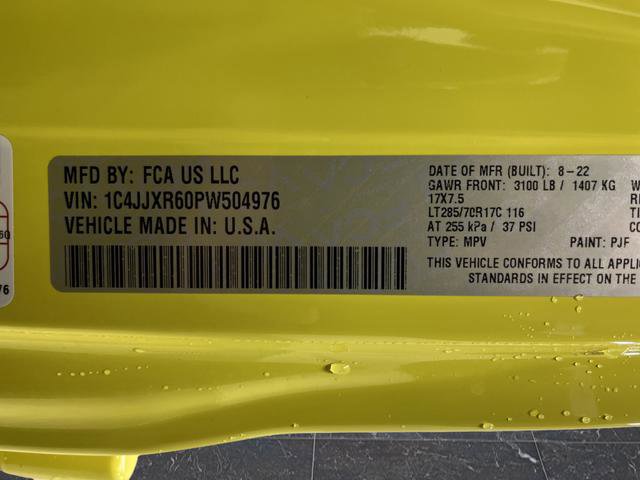 MFD BY: FCA US LLC
VIN: 1C4JJXR60PW504976
VEHICLE MADE IN: U.S.A.
DATE OF MFR (BUILT): 8-22
GAWR FRONT: 3100 LB / 1407 KG
17X7.5
LT285/70R17C 116
AT 255 kPa / 37 PSI
TYPE: MPV PAINT: PJF
THIS VEHICLE CONFORMS TO ALL
STANDARDS IN EFFECT ON THE